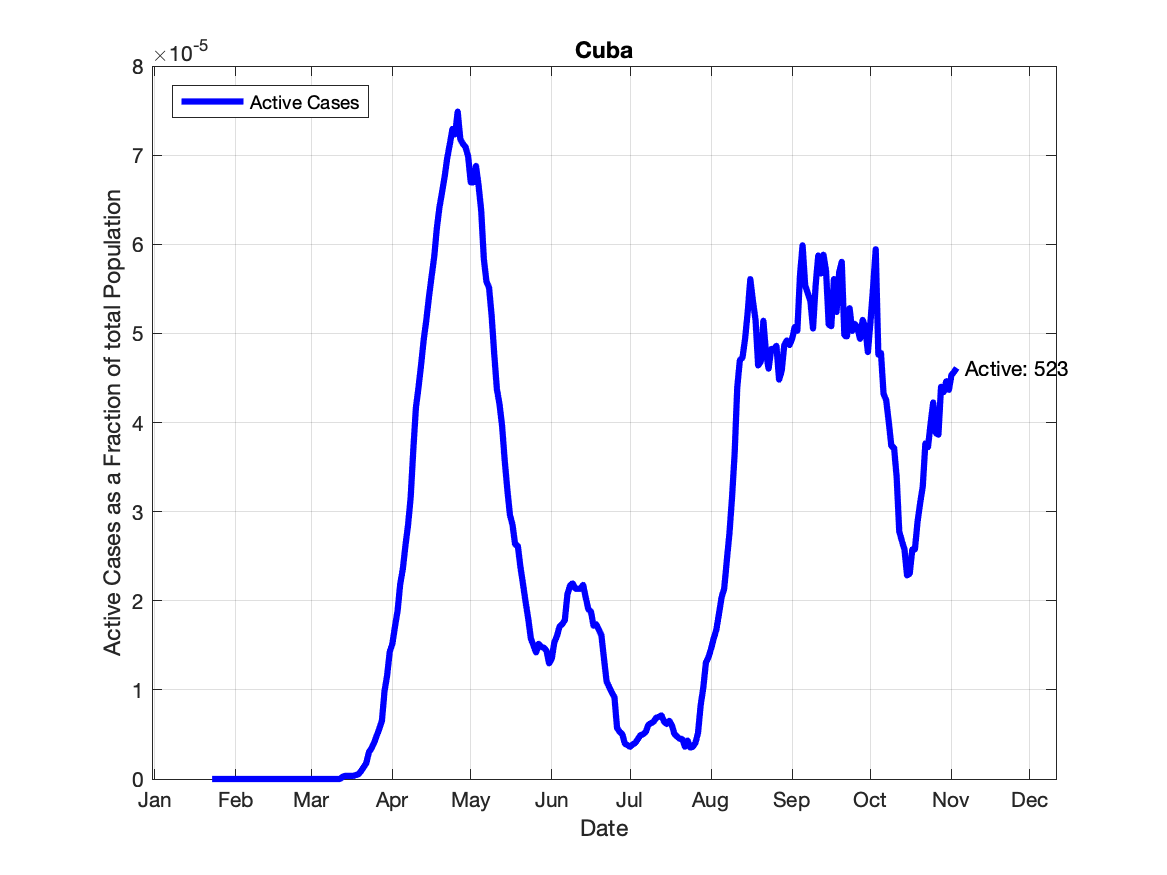 Cuba
×10-5
Active Cases
8
7
6
5
4
3
2
1
0
Active Cases as a Fraction of total Population
Active: 523
Jan Feb Mar Apr May Jun Jul Aug Sep Oct Nov Dec
Date